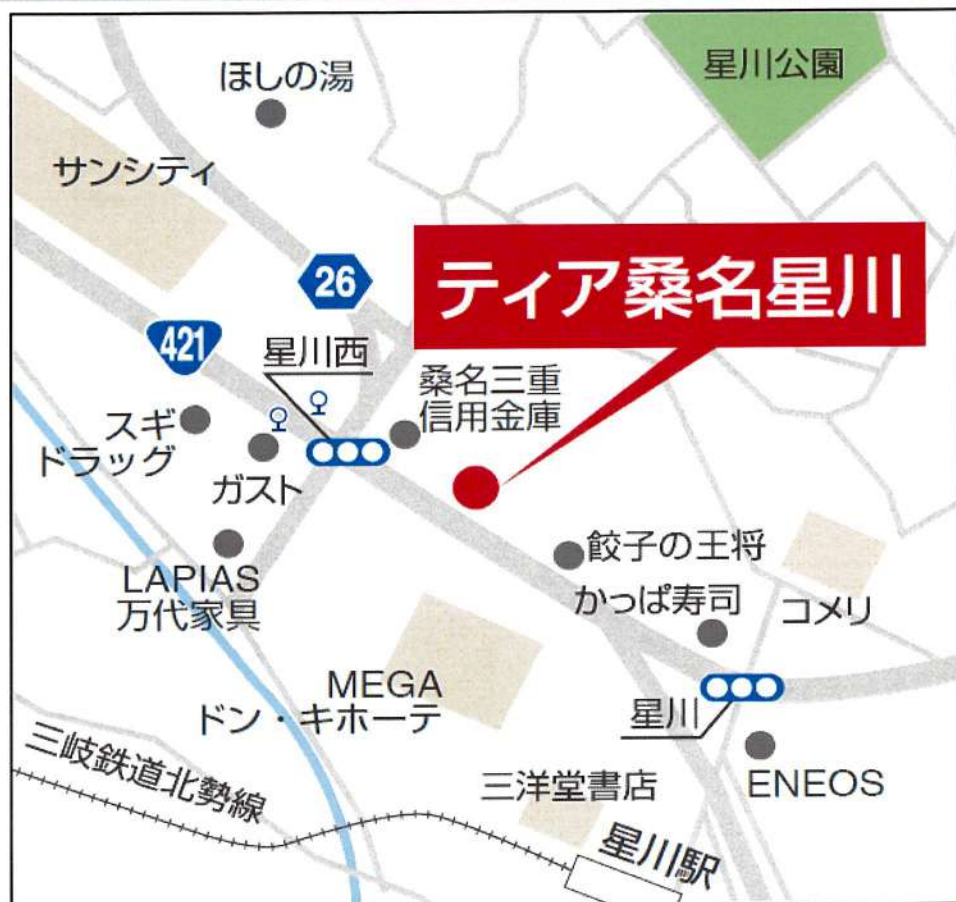 ほしの湯
星川公園
サンシティ
26
ティア桑名星川
421
星川西
桑名三重
信用金庫
スギ
ドラッグ
ガスト
餃子の王将
LAPIAS
万代家具
かっぱ寿司
コメリ
MEGA
ドン・キホーテ
星川
三岐鉄道北勢線
三洋堂書店
ENEOS
星川駅